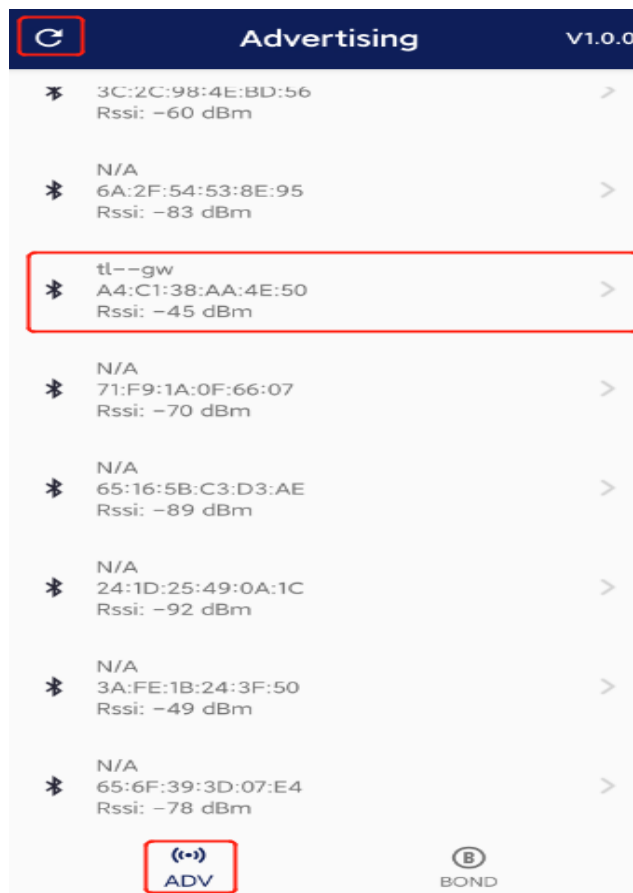 Advertising
V1.0.0
3C:2C:98:4E:BD:56
Rssi: -60 dBm
N/A
6A:2F:54:53:8E:95
Rssi: -83 dBm
tl--gw
A4:C1:38:AA:4E:50
Rssi: -45 dBm
N/A
71:F9:1A:0F:66:07
Rssi: -70 dBm
N/A
65:16:5B:C3:D3:AE
Rssi: -89 dBm
N/A
24:1D:25:49:0A:1C
Rssi: -92 dBm
N/A
3A:FE:1B:24:3F:50
Rssi: -49 dBm
N/A
65:6F:39:3D:07:E4
Rssi: -78 dBm
B
ADV
BOND